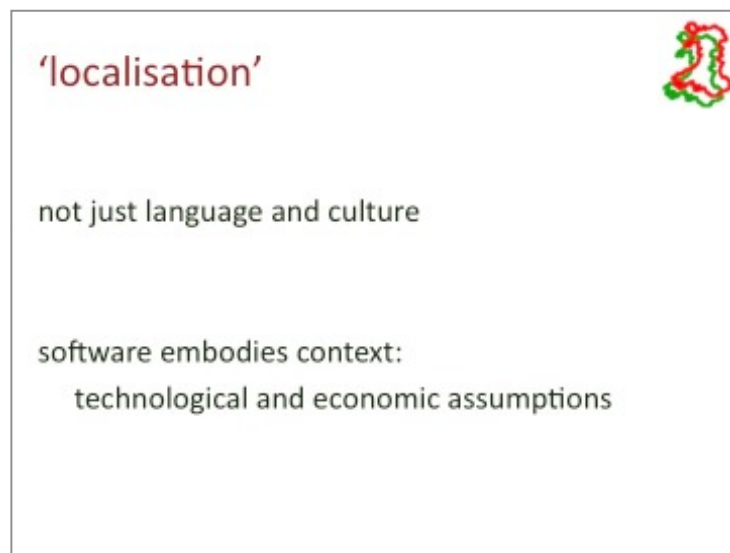 ‘localisation’
not just language and culture
software embodies context:
technological and economic assumptions